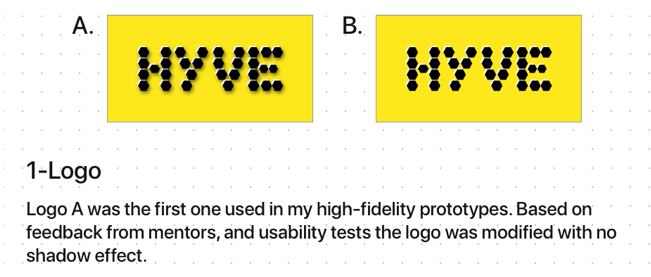 A.
HYVE
B.
HYVE
1-Logo
Logo A was the first one used in my high-fidelity prototypes. Based on
feedback from mentors, and usability tests the logo was modified with no
shadow effect.